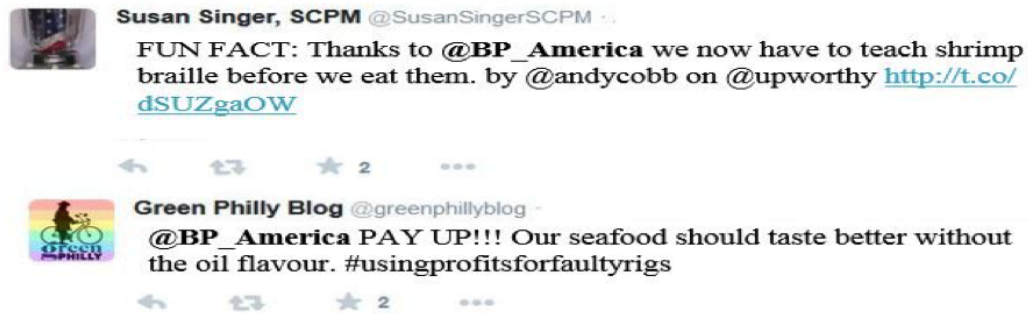 Susan Singer, SCPM @SusanSingerSCPM ·
FUN FACT: Thanks to @BP_America we now have to teach shrimp
braille before we eat them. by @andycobb on @upworthy http://t.co/
dSUZgaOW
2
Green Philly Blog @greenphillyblog ·
green
PHILLY
@BP_America PAY UP!!! Our seafood should taste better without
the oil flavour. #usingprofitsforfaultyrigs
2